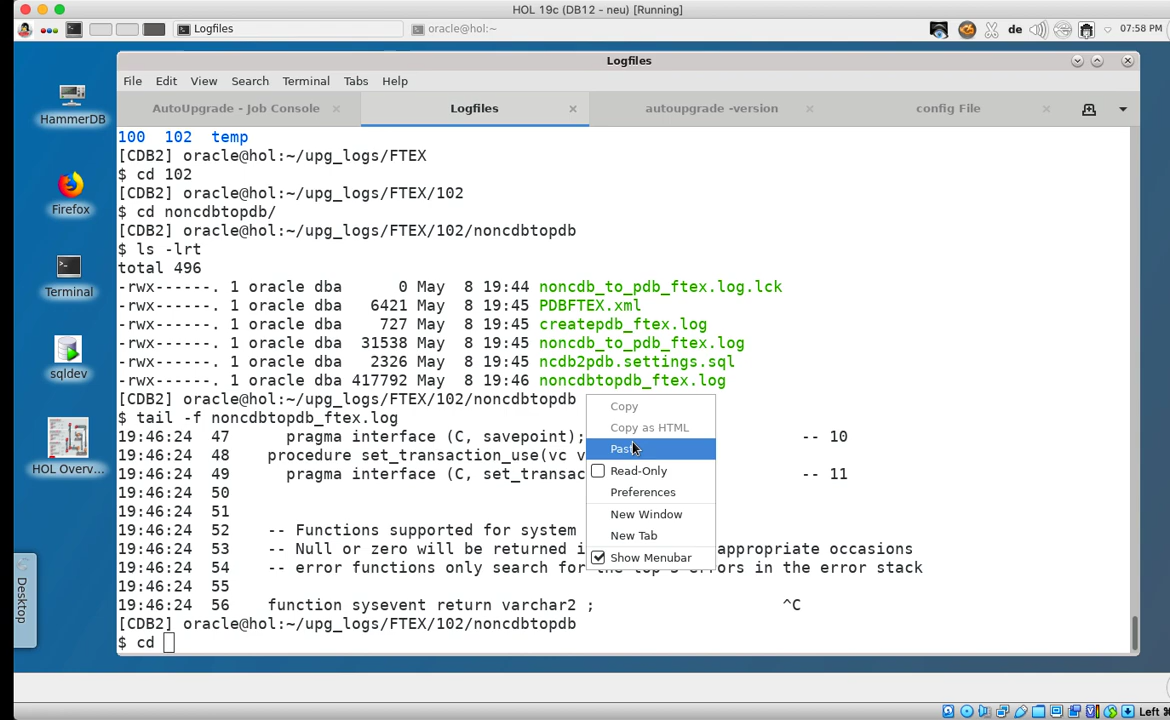 HOL 19c (DB12 - neu) [Running]
Logfiles
oracle@hol:~
de
07:58 PM
Logfiles
File Edit View Search Terminal Tabs Help
AutoUpgrade - Job Console
Logfiles
autoupgrade -version
config File
100 102 temp
[CDB2] oracle@hol:~/upg_logs/FTEX
$ cd 102
[CDB2] oracle@hol:~/upg_logs/FTEX/102
$ cd noncdbtopdb/
[CDB2] oracle@hol:~/upg_logs/FTEX/102/noncdbtopdb
$ ls -lrt
total 496
-rwx------. 1 oracle dba 0 May 8 19:44 noncdb_to_pdb_ftex.log.lck
-rwx------. 1 oracle dba 6421 May 8 19:45 PDBFTEX.xml
-rwx------. 1 oracle dba 727 May 8 19:45 createpdb_ftex.log
-rwx------. 1 oracle dba 31538 May 8 19:45 noncdb_to_pdb_ftex.log
-rwx------. 1 oracle dba 2326 May 8 19:45 ncdb2pdb.settings.sql
-rwx------. 1 oracle dba 417792 May 8 19:46 noncdbtopdb_ftex.log
[CDB2] oracle@hol:~/upg_logs/FTEX/102/noncdbtopdb
$ tail -f noncdbtopdb_ftex.log
19:46:24 47 pragma interface (C, savepoint); -- 10
19:46:24 48 procedure set_transaction_use(vc v
19:46:24 49 pragma interface (C, set_transac -- 11
19:46:24 50
19:46:24 51
19:46:24 52 -- Functions supported for system
19:46:24 53 -- Null or zero will be returned i appropriate occasions
19:46:24 54 -- error functions only search for errors in the error stack
19:46:24 55
19:46:24 56 function sysevent return varchar2 ; ^C
[CDB2] oracle@hol:~/upg_logs/FTEX/102/noncdbtopdb
$ cd
Copy
Copy as HTML
Paste
Read-Only
Preferences
New Window
New Tab
Show Menubar
HammerDB
Firefox
Terminal
sqldev
HOL Overv...
Desktop
Left ⌘